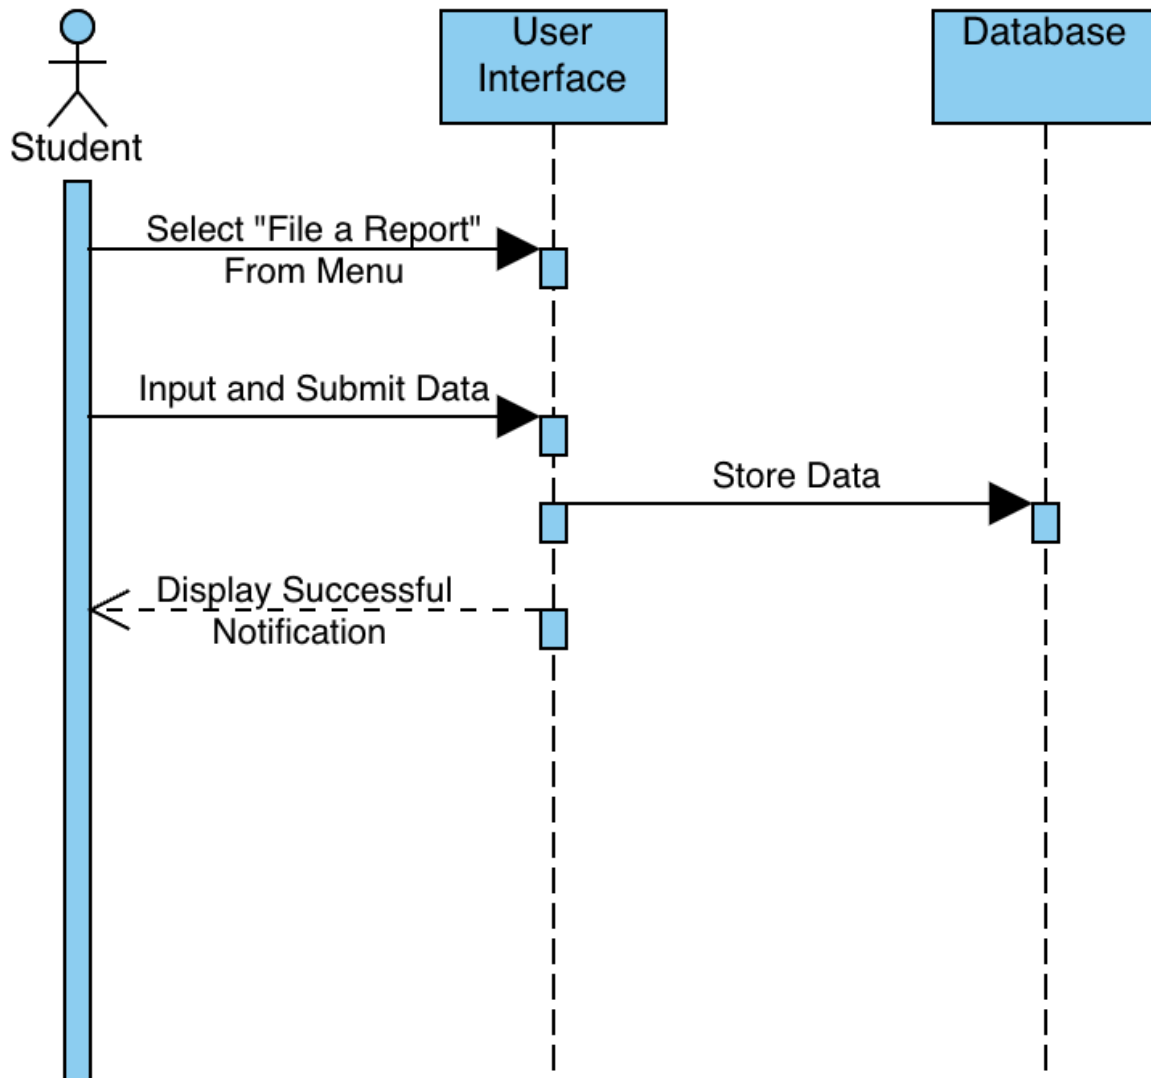 User
Interface
Database
Student
Select "File a Report"
From Menu
Input and Submit Data
Store Data
Display Successful
Notification